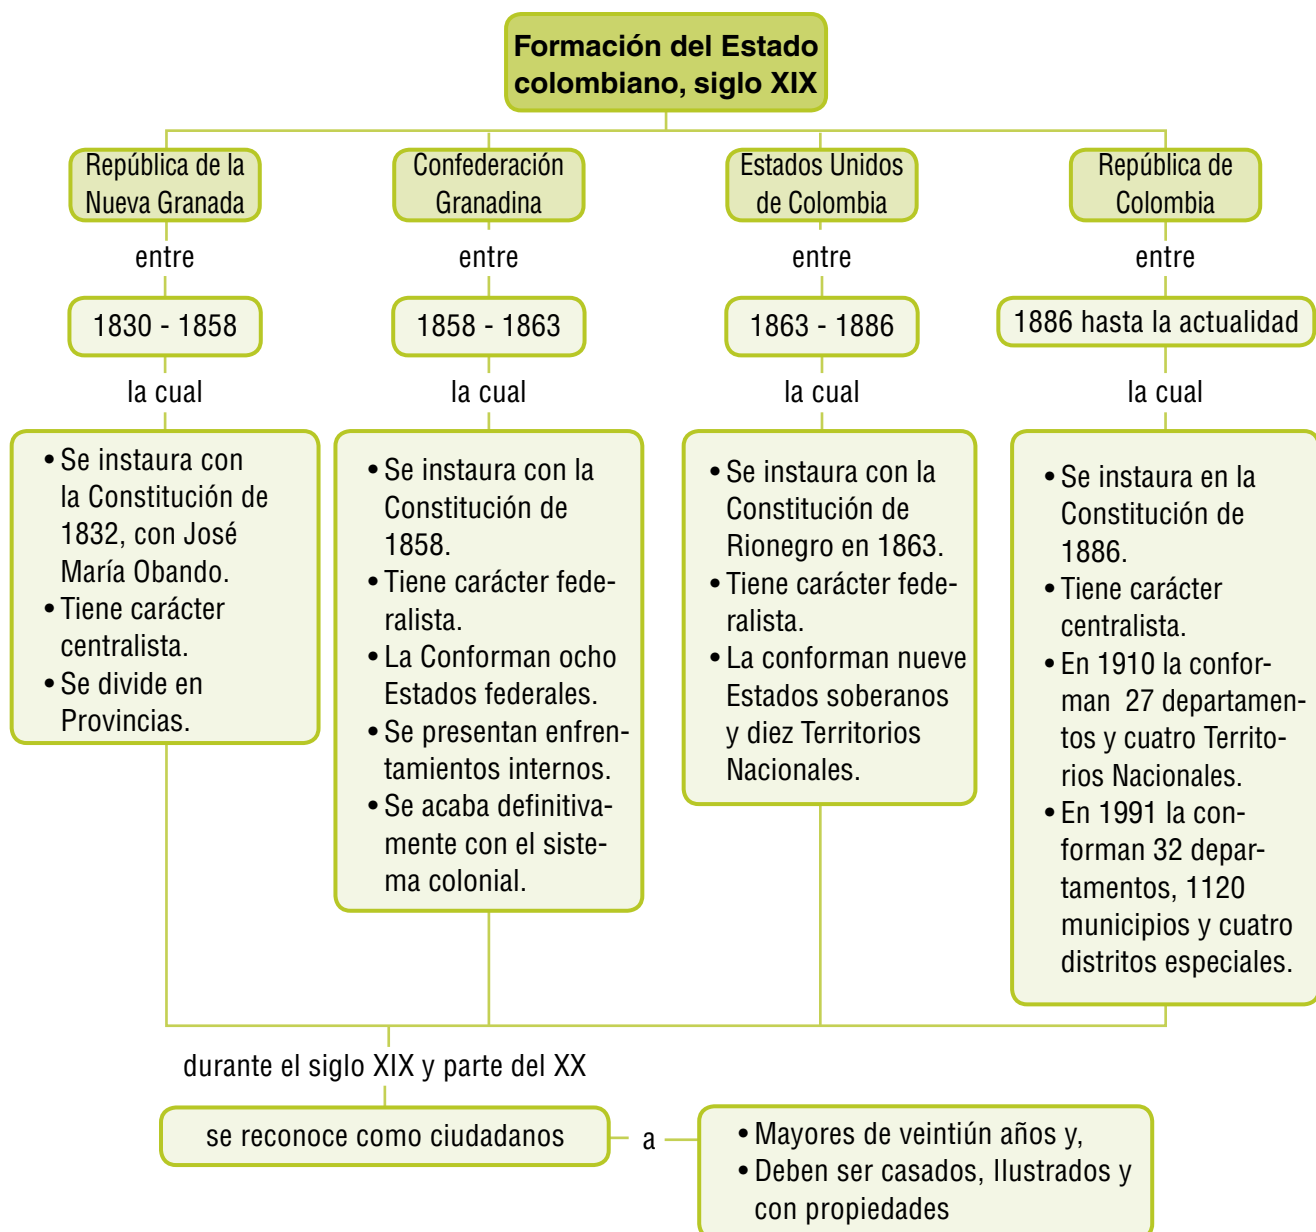 Formación del Estado
colombiano, siglo XIX
República de la
Nueva Granada
entre
1830 - 1858
la cual
• Se instaura con
la Constitución de
1832, con José
María Obando.
• Tiene carácter
centralista.
• Se divide en
Provincias.
Confederación
Granadina
entre
1858 - 1863
la cual
• Se instaura con la
Constitución de
1858.
• Tiene carácter fede-
ralista.
• La Conforman ocho
Estados federales.
• Se presentan enfren-
tamientos internos.
• Se acaba definitiva-
mente con el siste-
ma colonial.
Estados Unidos
de Colombia
entre
1863 - 1886
la cual
• Se instaura con la
Constitución de
Rionegro en 1863.
• Tiene carácter fede-
ralista.
• La conforman nueve
Estados soberanos
y diez Territorios
Nacionales.
República de
Colombia
entre
1886 hasta la actualidad
la cual
• Se instaura en la
Constitución de
1886.
• Tiene carácter
centralista.
• En 1910 la confor-
man 27 departamen-
tos y cuatro Territo-
rios Nacionales.
• En 1991 la con-
forman 32 depar-
tamentos, 1120
municipios y cuatro
distritos especiales.
durante el siglo XIX y parte del XX
se reconoce como ciudadanos
a
• Mayores de veintiún años y,
• Deben ser casados, Ilustrados y
con propiedades